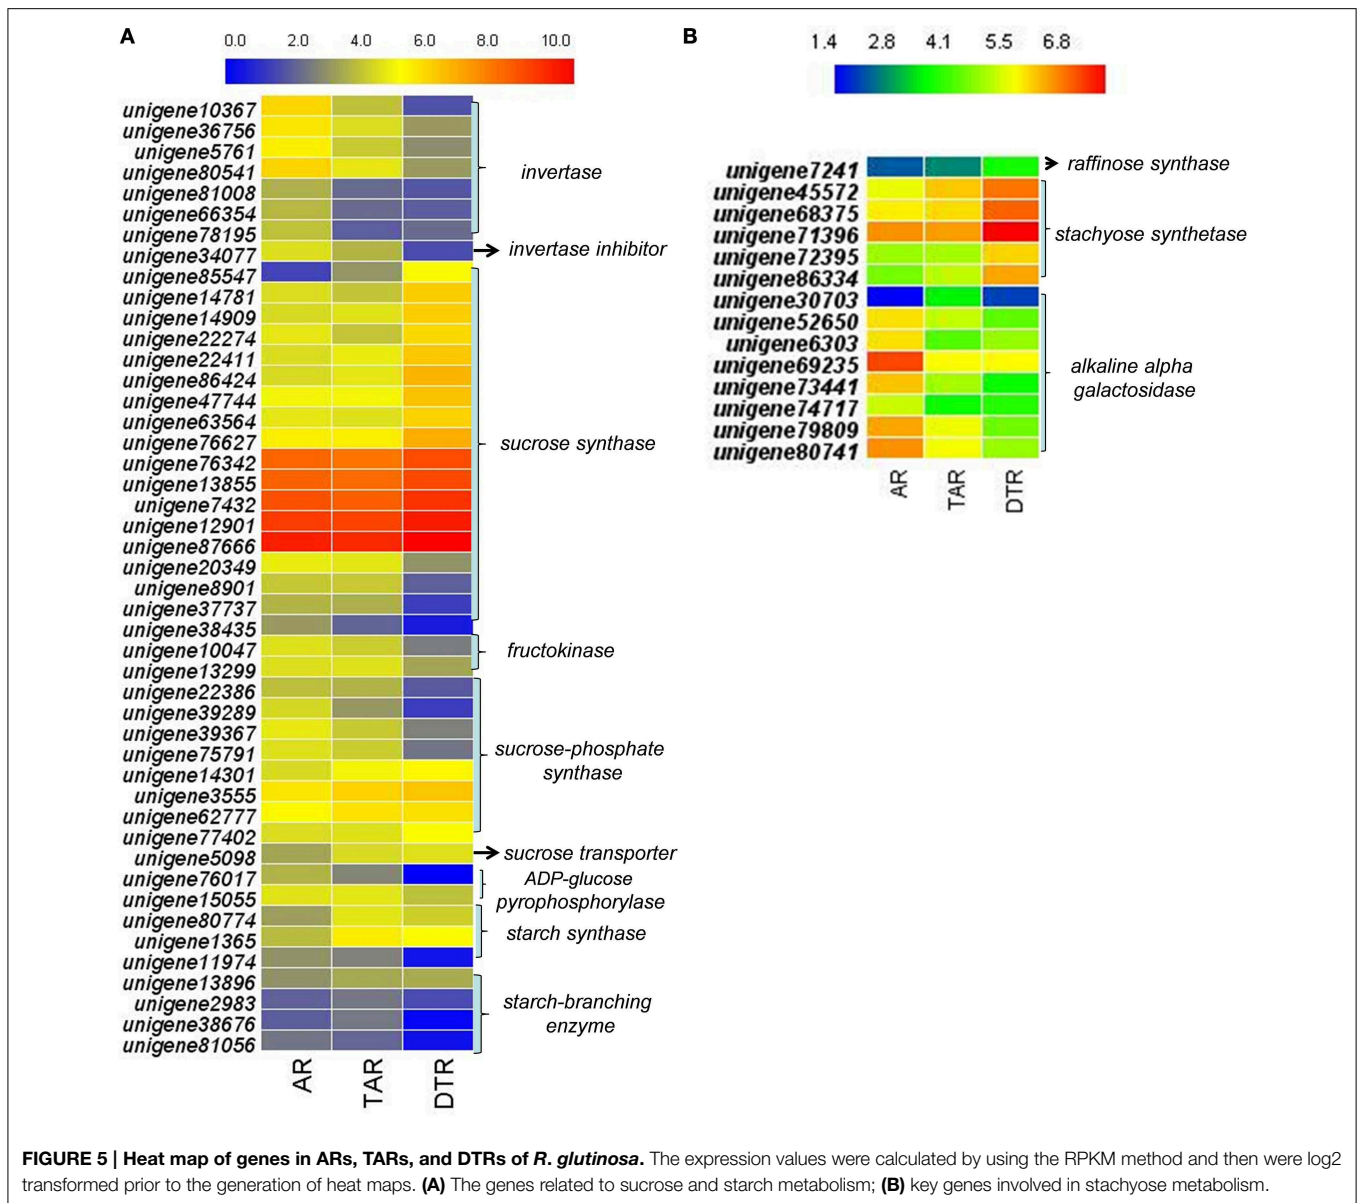 A
0.0 2.0 4.0 6.0 8.0 10.0
unigene10367
unigene36756
unigene5761
unigene80541
unigene81008
unigene66354
unigene78195
unigene34077
unigene85547
unigene14781
unigene14909
unigene22274
unigene22411
unigene86424
unigene47744
unigene63564
unigene76627
unigene76342
unigene13855
unigene7432
unigene12901
unigene87666
unigene20349
unigene8901
unigene37737
unigene38435
unigene10047
unigene13299
unigene22386
unigene39289
unigene39367
unigene75791
unigene14301
unigene3555
unigene62777
unigene77402
unigene5098
unigene76017
unigene15055
unigene80774
unigene1365
unigene11974
unigene13896
unigene2983
unigene38676
unigene81056
invertase
invertase inhibitor
sucrose synthase
fructokinase
sucrose-phosphate
synthase
sucrose transporter
ADP-glucose
pyrophosphorylase
starch synthase
starch-branching
enzyme
AR
TAR
DTR
B
1.4 2.8 4.1 5.5 6.8
unigene7241
unigene45572
unigene68375
unigene71396
unigene72395
unigene86334
unigene30703
unigene52650
unigene6303
unigene69235
unigene73441
unigene74717
unigene79809
unigene80741
raffinose synthase
stachyose synthetase
alkaline alpha
galactosidase
AR
TAR
DTR
FIGURE 5 | Heat map of genes in ARs, TARs, and DTRs of R. glutinosa. The expression values were calculated by using the RPKM method and then were log2
transformed prior to the generation of heat maps. (A) The genes related to sucrose and starch metabolism; (B) key genes involved in stachyose metabolism.